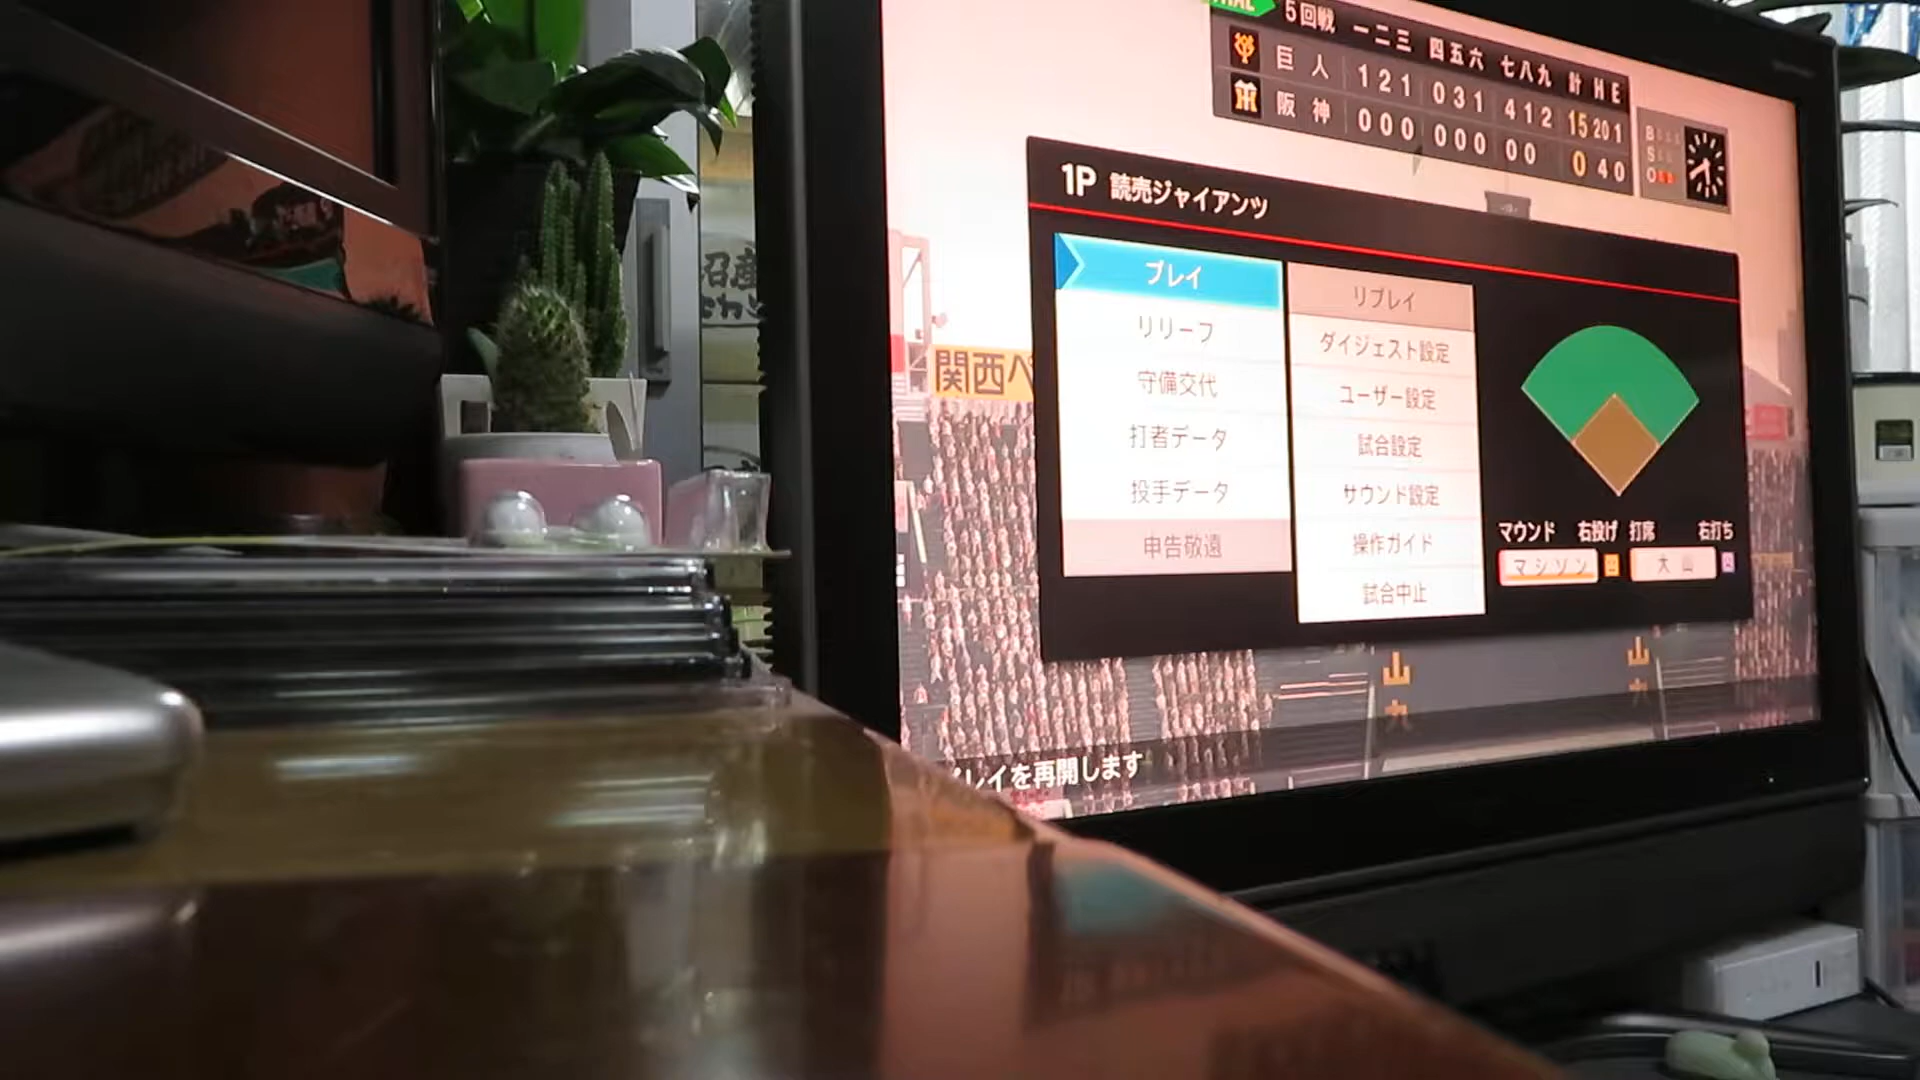 5回戦 一二三 四五六 七八九 計 H E
巨人 121 031 412 15 20 1
阪神 000 000 00 0 4 0
B
S
O
1P 読売ジャイアンツ
プレイ
リリーフ
守備交代
打者データ
投手データ
申告敬遠
リプレイ
ダイジェスト設定
ユーザー設定
試合設定
サウンド設定
操作ガイド
試合中止
マウンド 右投げ 打席 右打ち
マシソン 大山
関西ペ
山
山
レイを再開します